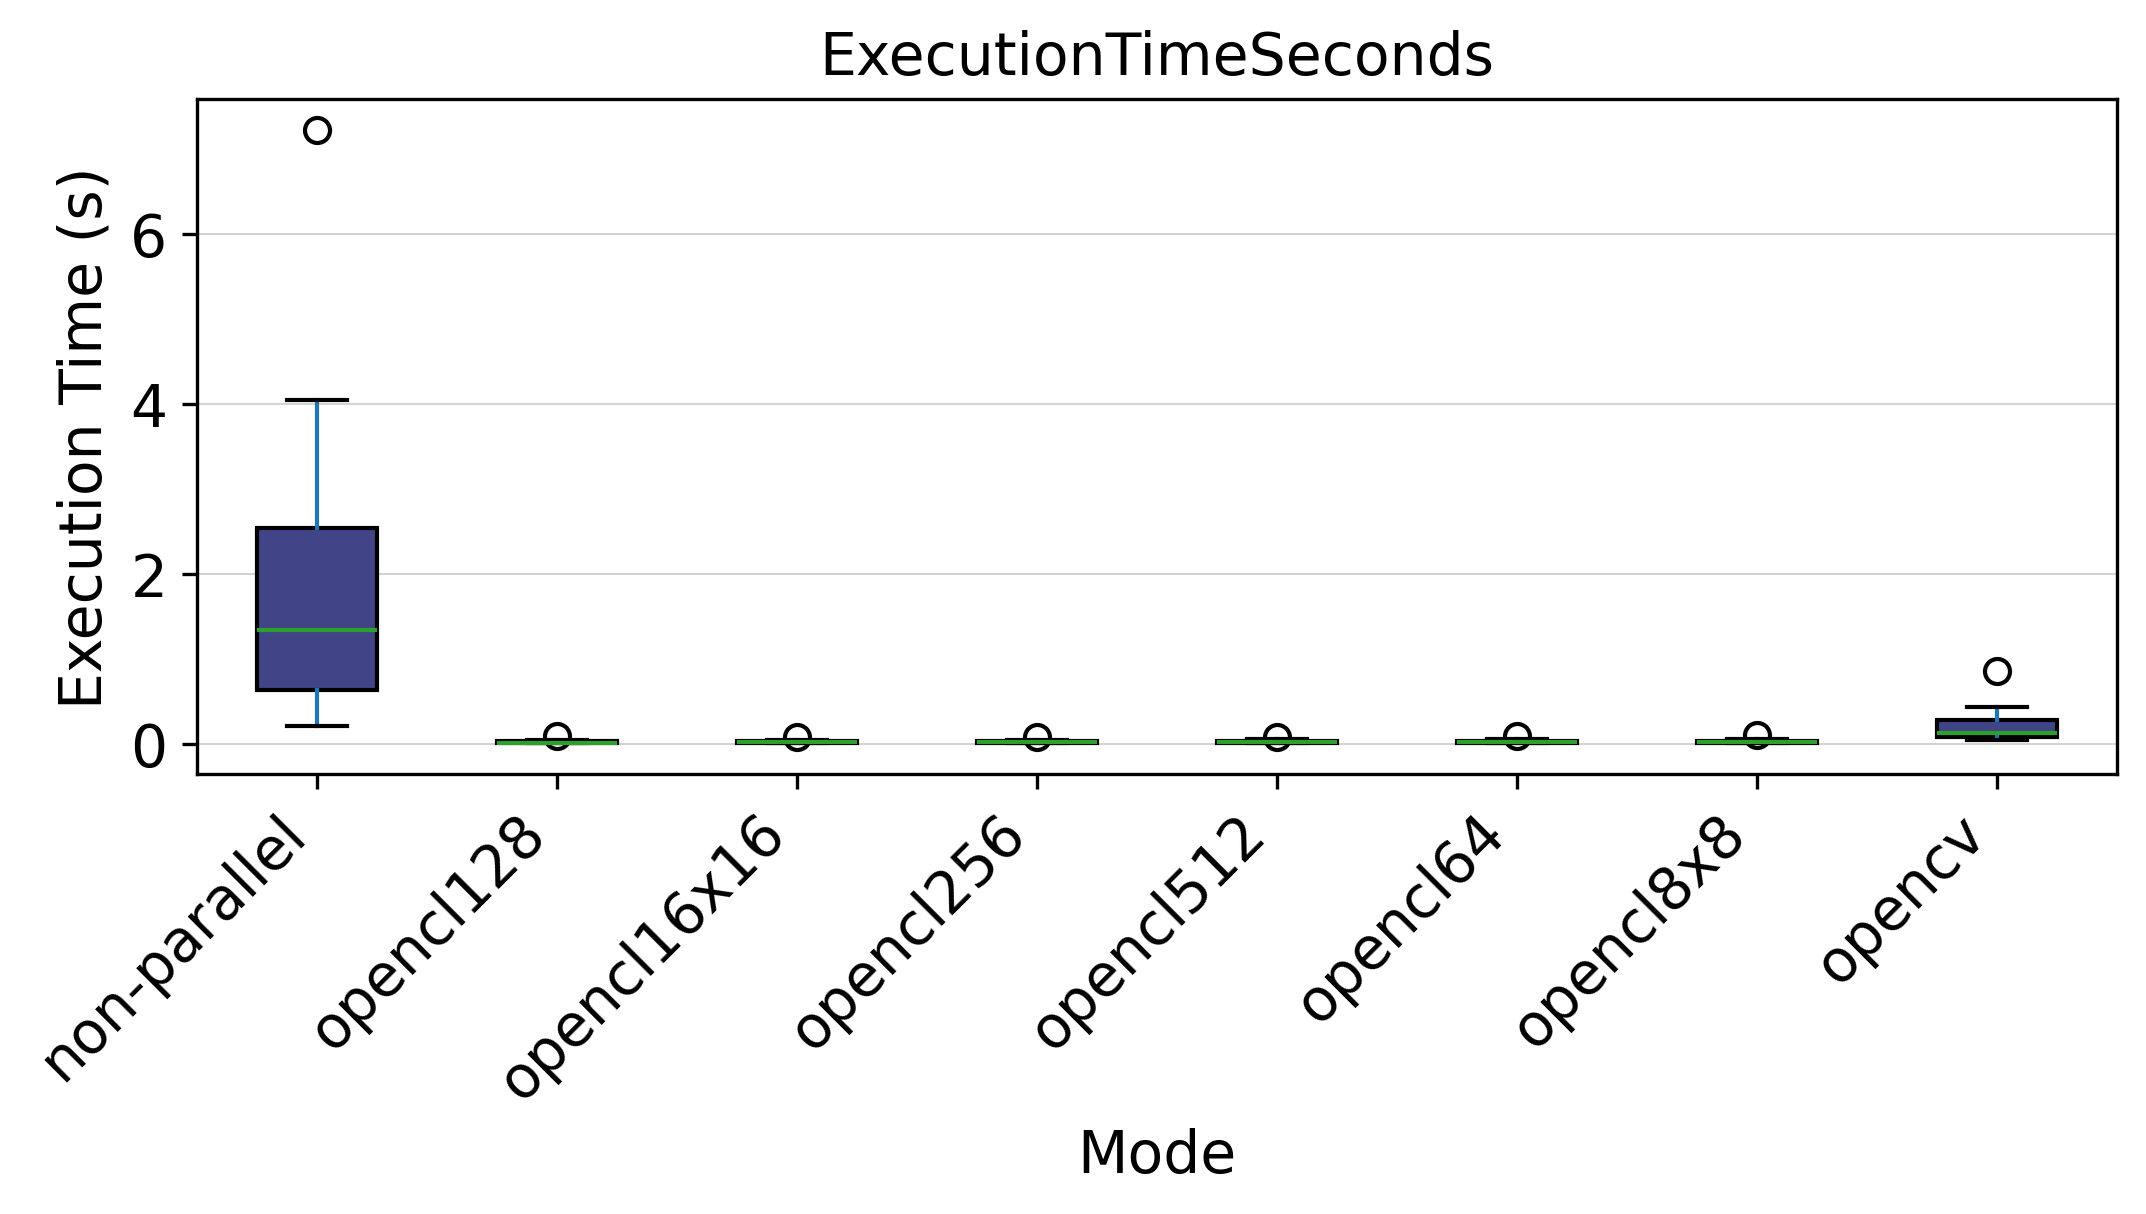 ExecutionTimeSeconds
Execution Time (s)
6
4
2
0
non-parallel
opencl128
opencl16x16
opencl256
opencl512
opencl64
opencl8x8
opencv
Mode